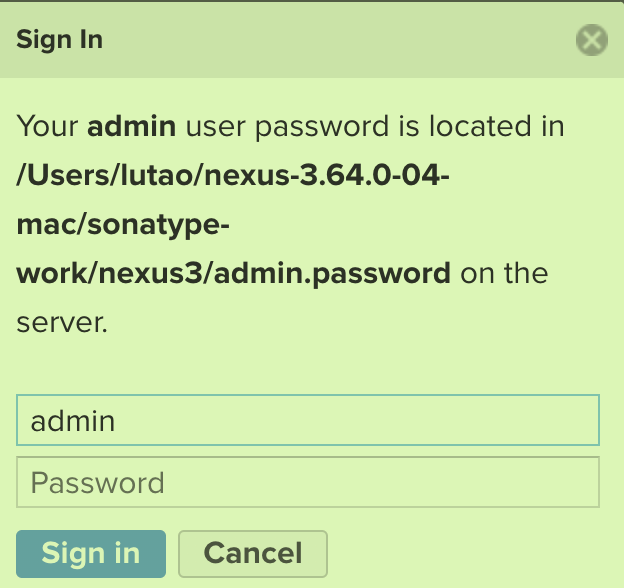 Sign In
Your admin user password is located in
/Users/lutao/nexus-3.64.0-04-
mac/sonatype-
work/nexus3/admin.password on the
server.
admin
Password
Sign in Cancel